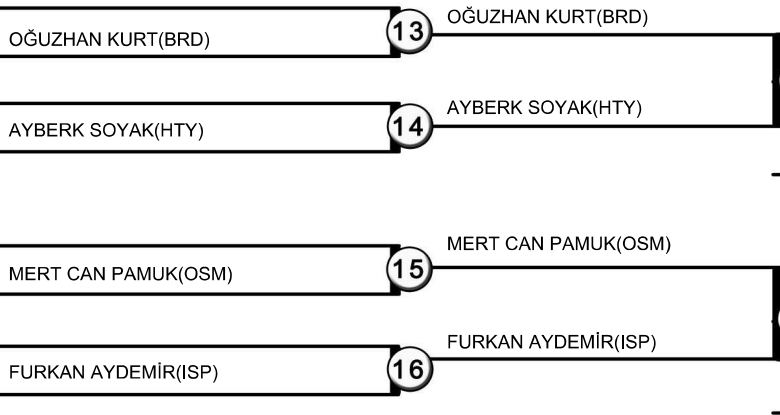 OĞUZHAN KURT(BRD)
13
OĞUZHAN KURT(BRD)
AYBERK SOYAK(HTY)
14
AYBERK SOYAK(HTY)
MERT CAN PAMUK(OSM)
15
MERT CAN PAMUK(OSM)
FURKAN AYDEMİR(ISP)
16
FURKAN AYDEMİR(ISP)